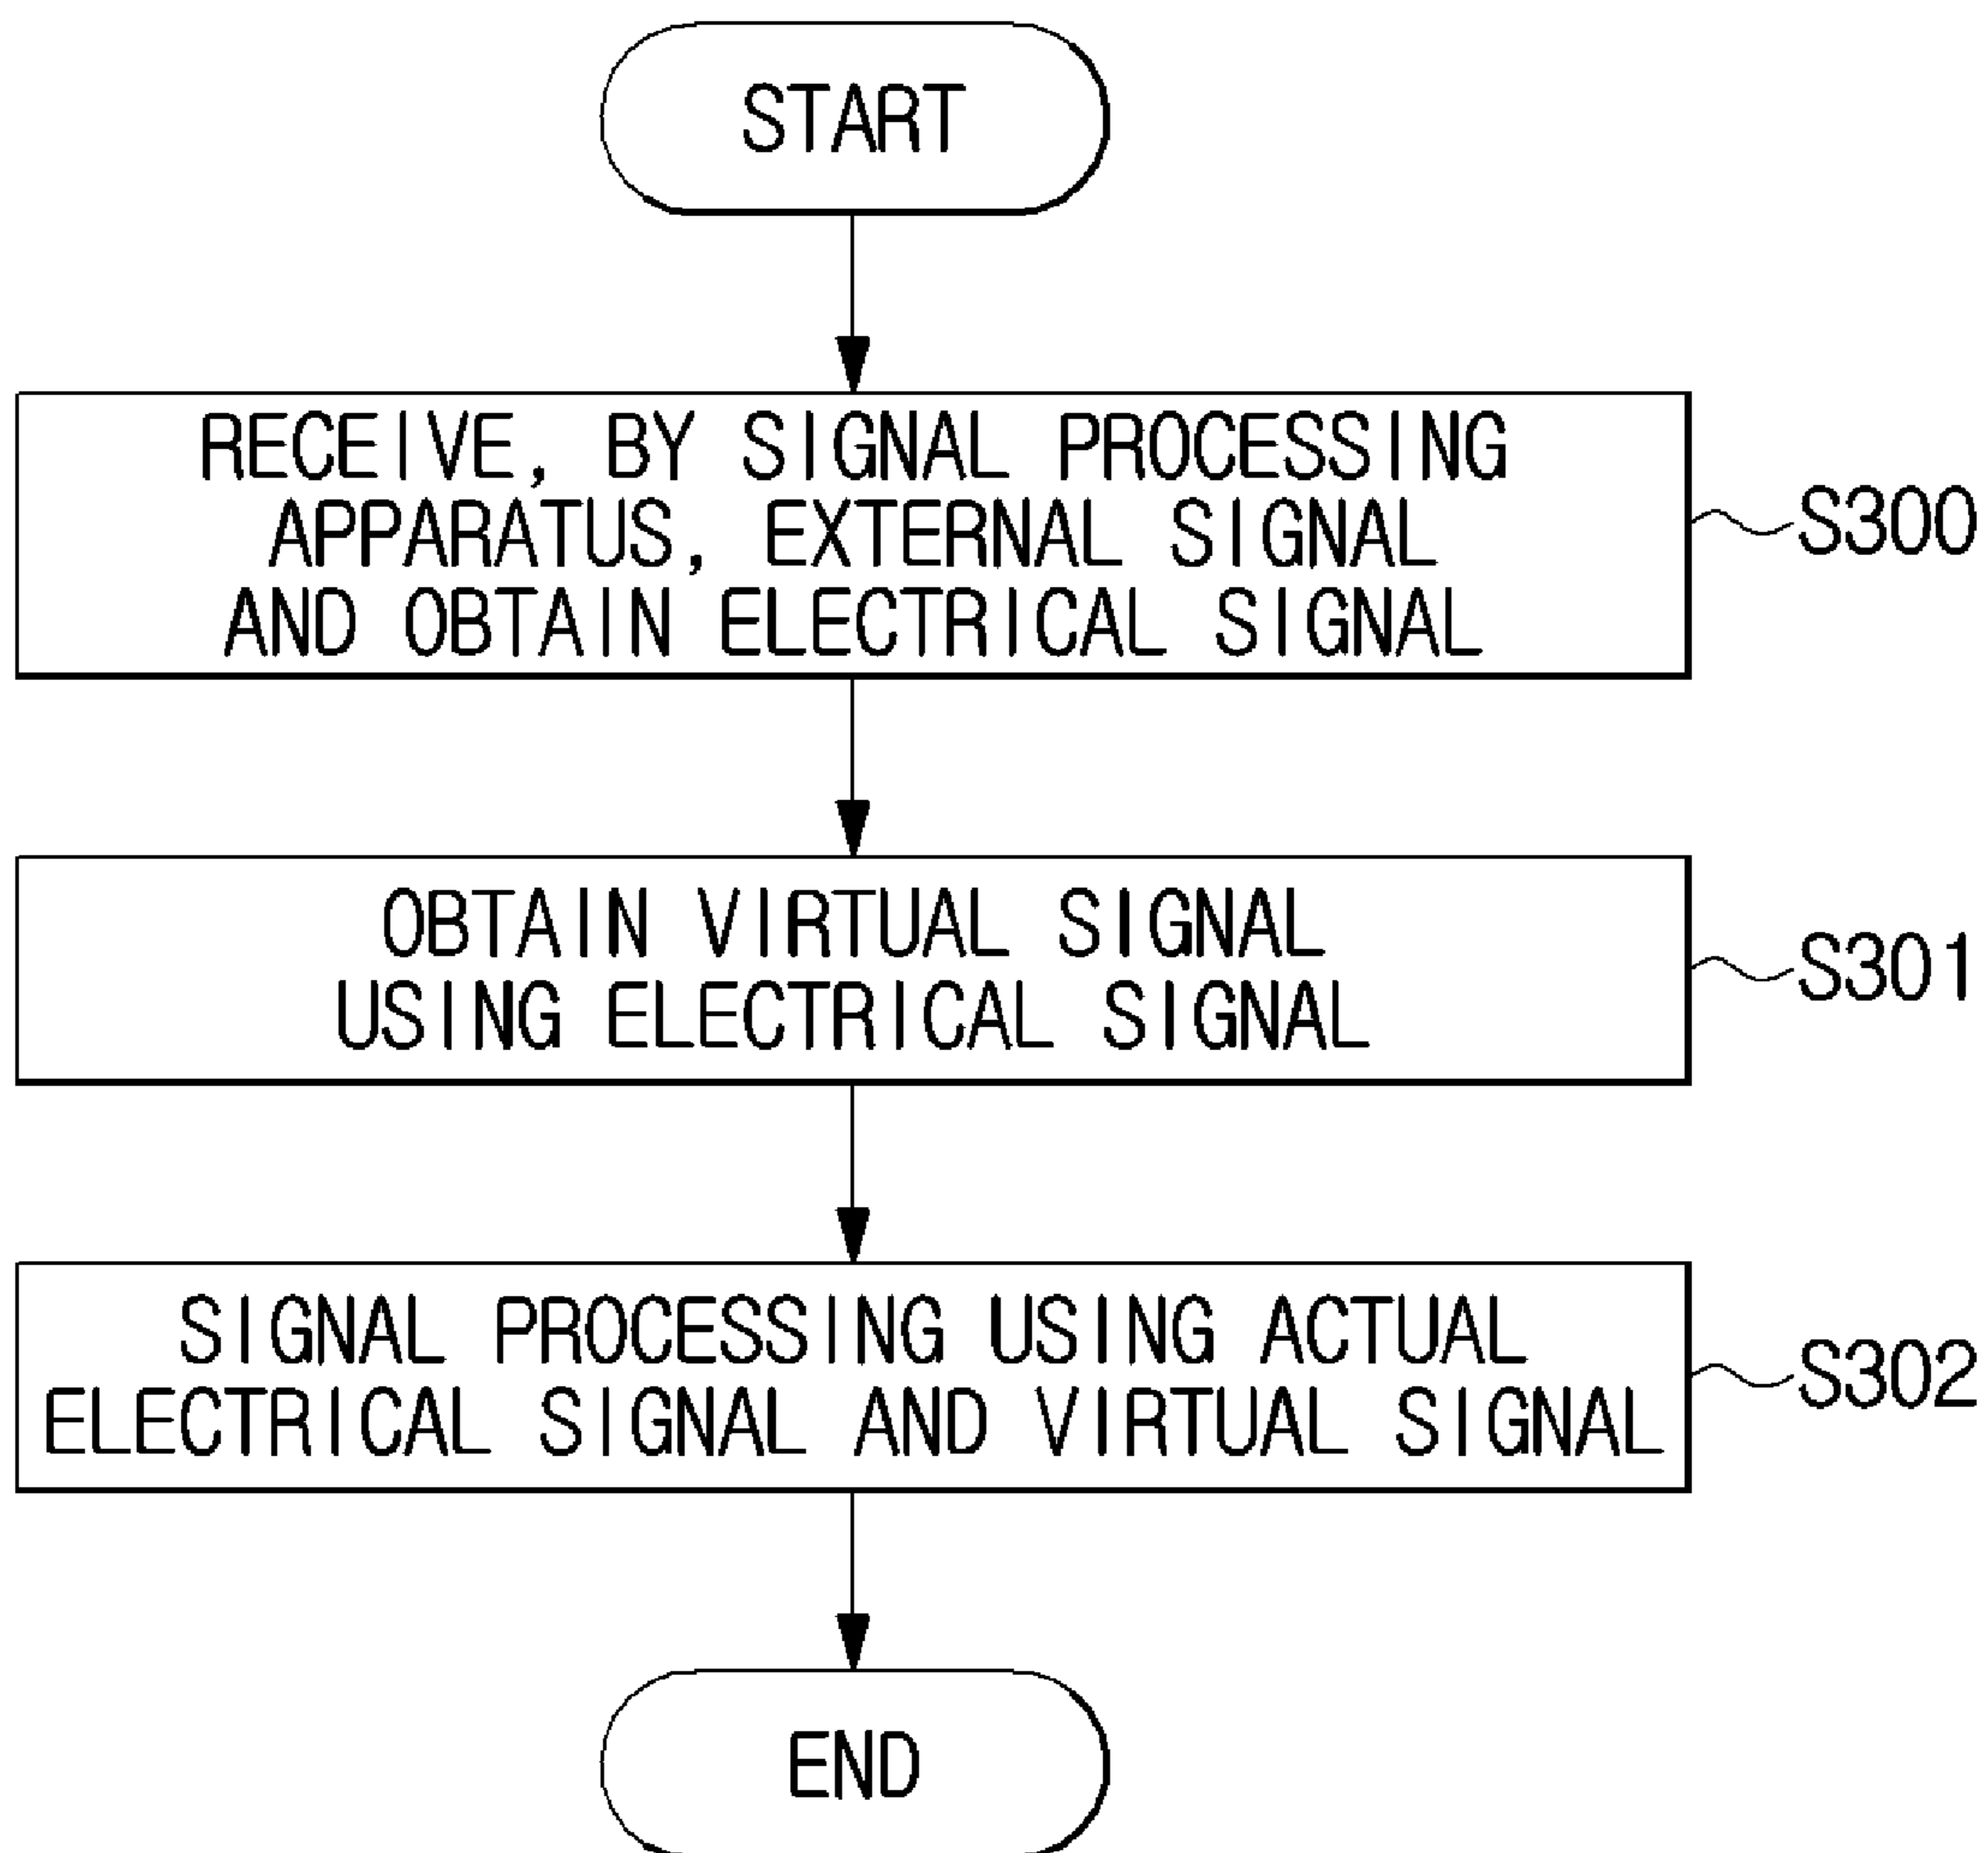 START
RECEIVE, BY SIGNAL PROCESSING
APPARATUS, EXTERNAL SIGNAL
AND OBTAIN ELECTRICAL SIGNAL
S300
OBTAIN VIRTUAL SIGNAL
USING ELECTRICAL SIGNAL
S301
SIGNAL PROCESSING USING ACTUAL
ELECTRICAL SIGNAL AND VIRTUAL SIGNAL
S302
END